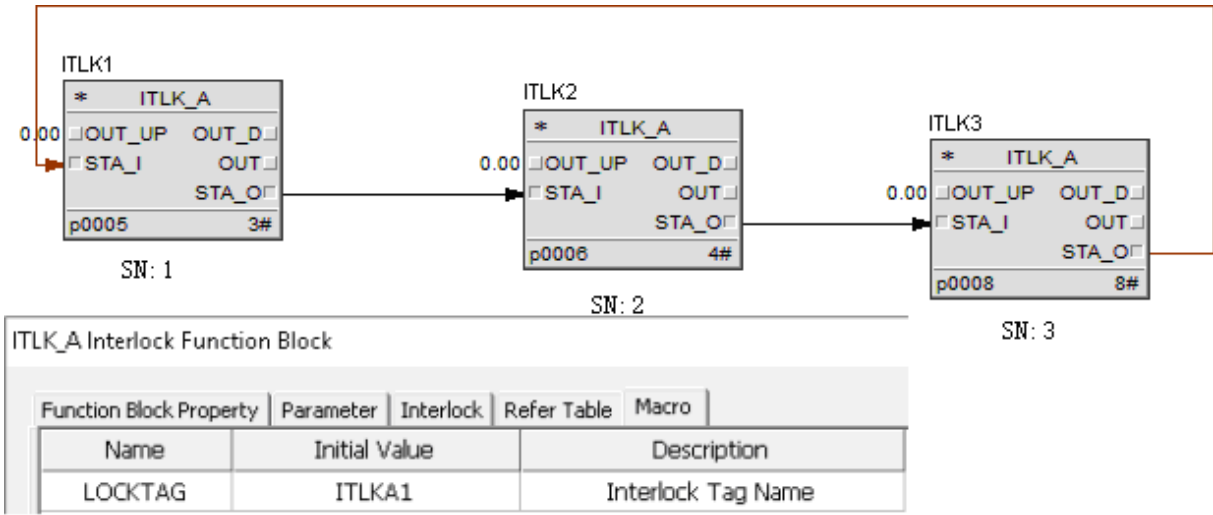 ITLK1
* ITLK_A
0.00 OUT_UP OUT_D
STA_I OUT
STA_O
p0005 3#
SN: 1
ITLK2
* ITLK_A
0.00 OUT_UP OUT_D
STA_I OUT
STA_O
p0006 4#
SN: 2
ITLK3
* ITLK_A
0.00 OUT_UP OUT_D
STA_I OUT
STA_O
p0008 8#
SN: 3
ITLK_A Interlock Function Block
Function Block Property Parameter Interlock Refer Table Macro
Name Initial Value Description
LOCKTAG ITLKA1 Interlock Tag Name